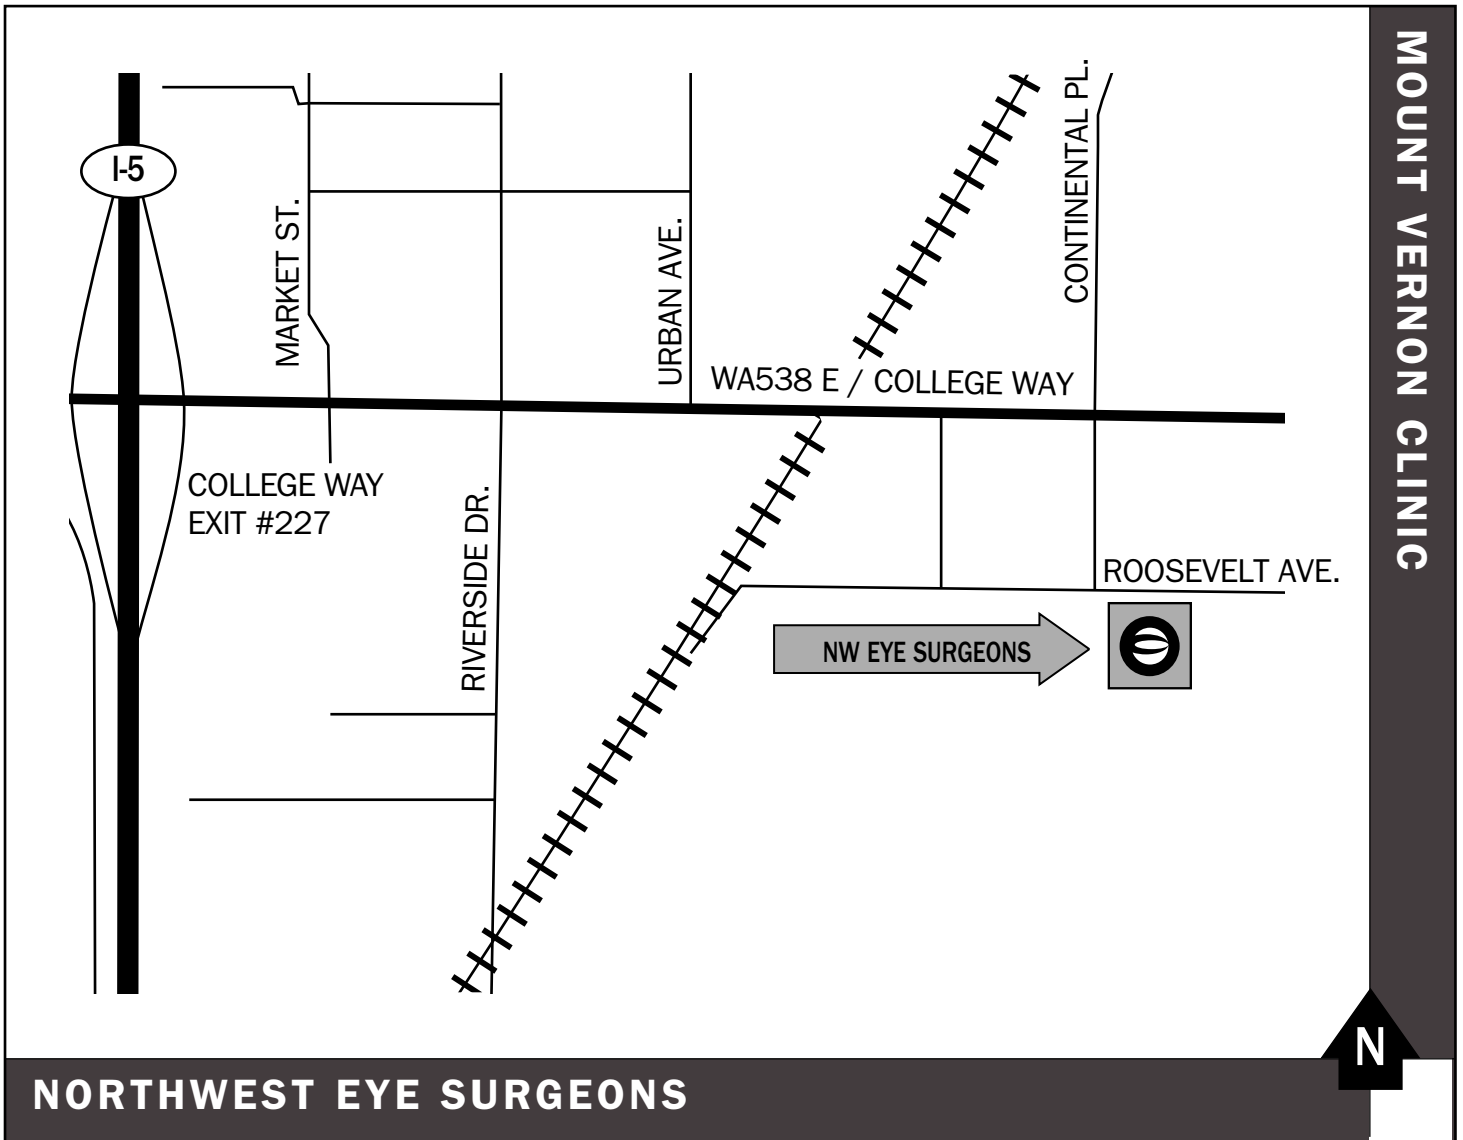 MOUNT VERNON CLINIC
I-5
MARKET ST.
URBAN AVE.
CONTINENTAL PL.
WA538 E / COLLEGE WAY
COLLEGE WAY
EXIT #227
RIVERSIDE DR.
ROOSEVELT AVE.
NW EYE SURGEONS
N
NORTHWEST EYE SURGEONS